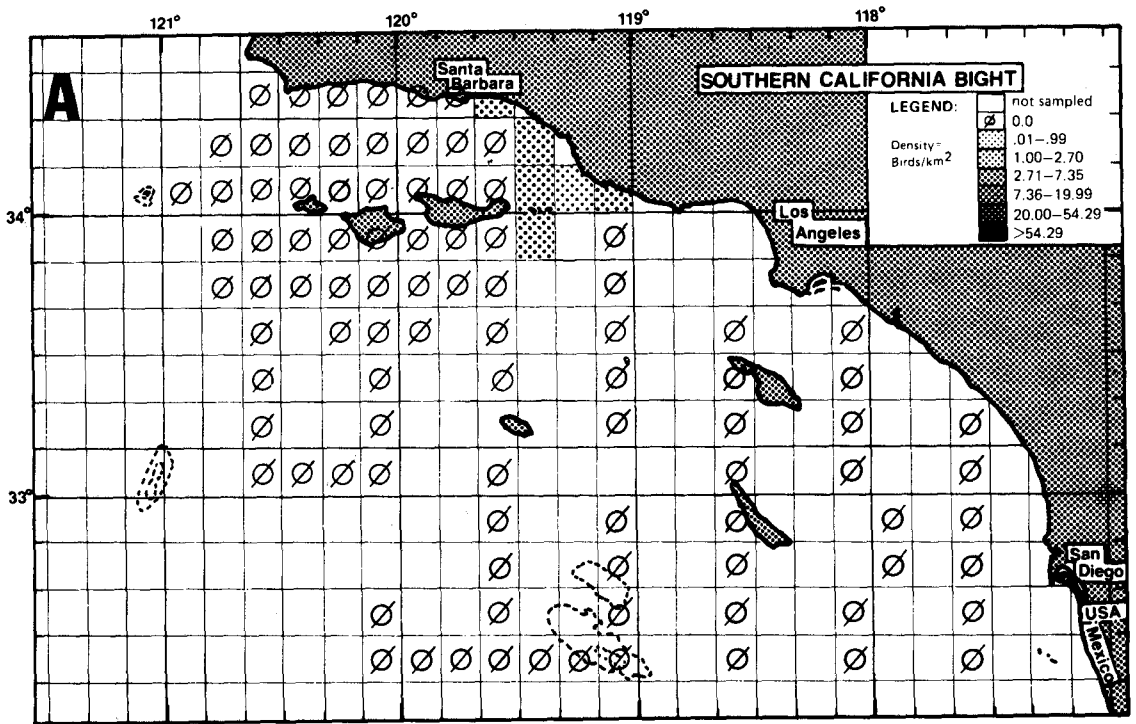 121° 120° 119° 118°
A
Santa
Barbara
SOUTHERN CALIFORNIA BIGHT
LEGEND:
not sampled
Ø 0.0
Density=
Birds/km²
.01–.99
1.00–2.70
2.71–7.35
7.36–19.99
20.00–54.29
>54.29
34°
Los
Angeles
33°
San
Diego
USA
Mexico